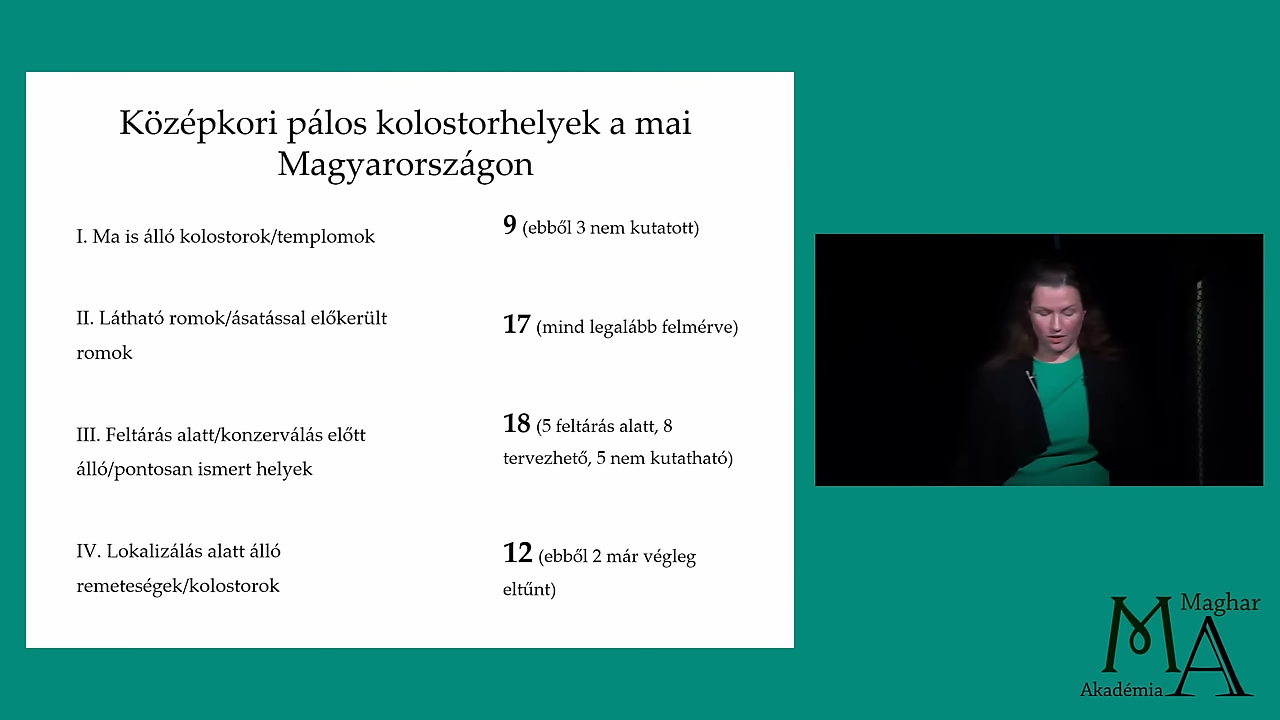 Középkori pálos kolostorhelyek a mai
Magyarországon
I. Ma is álló kolostorok/templomok
9 (ebből 3 nem kutatott)
II. Látható romok/ásatással előkerült
romok
17 (mind legalább felmérve)
III. Feltárás alatt/konzerválás előtt
álló/pontosan ismert helyek
18 (5 feltárás alatt, 8
tervezhető, 5 nem kutatható)
IV. Lokalizálás alatt álló
remeteségek/kolostorok
12 (ebből 2 már végleg
eltűnt)
Maghar
MA
Akadémia